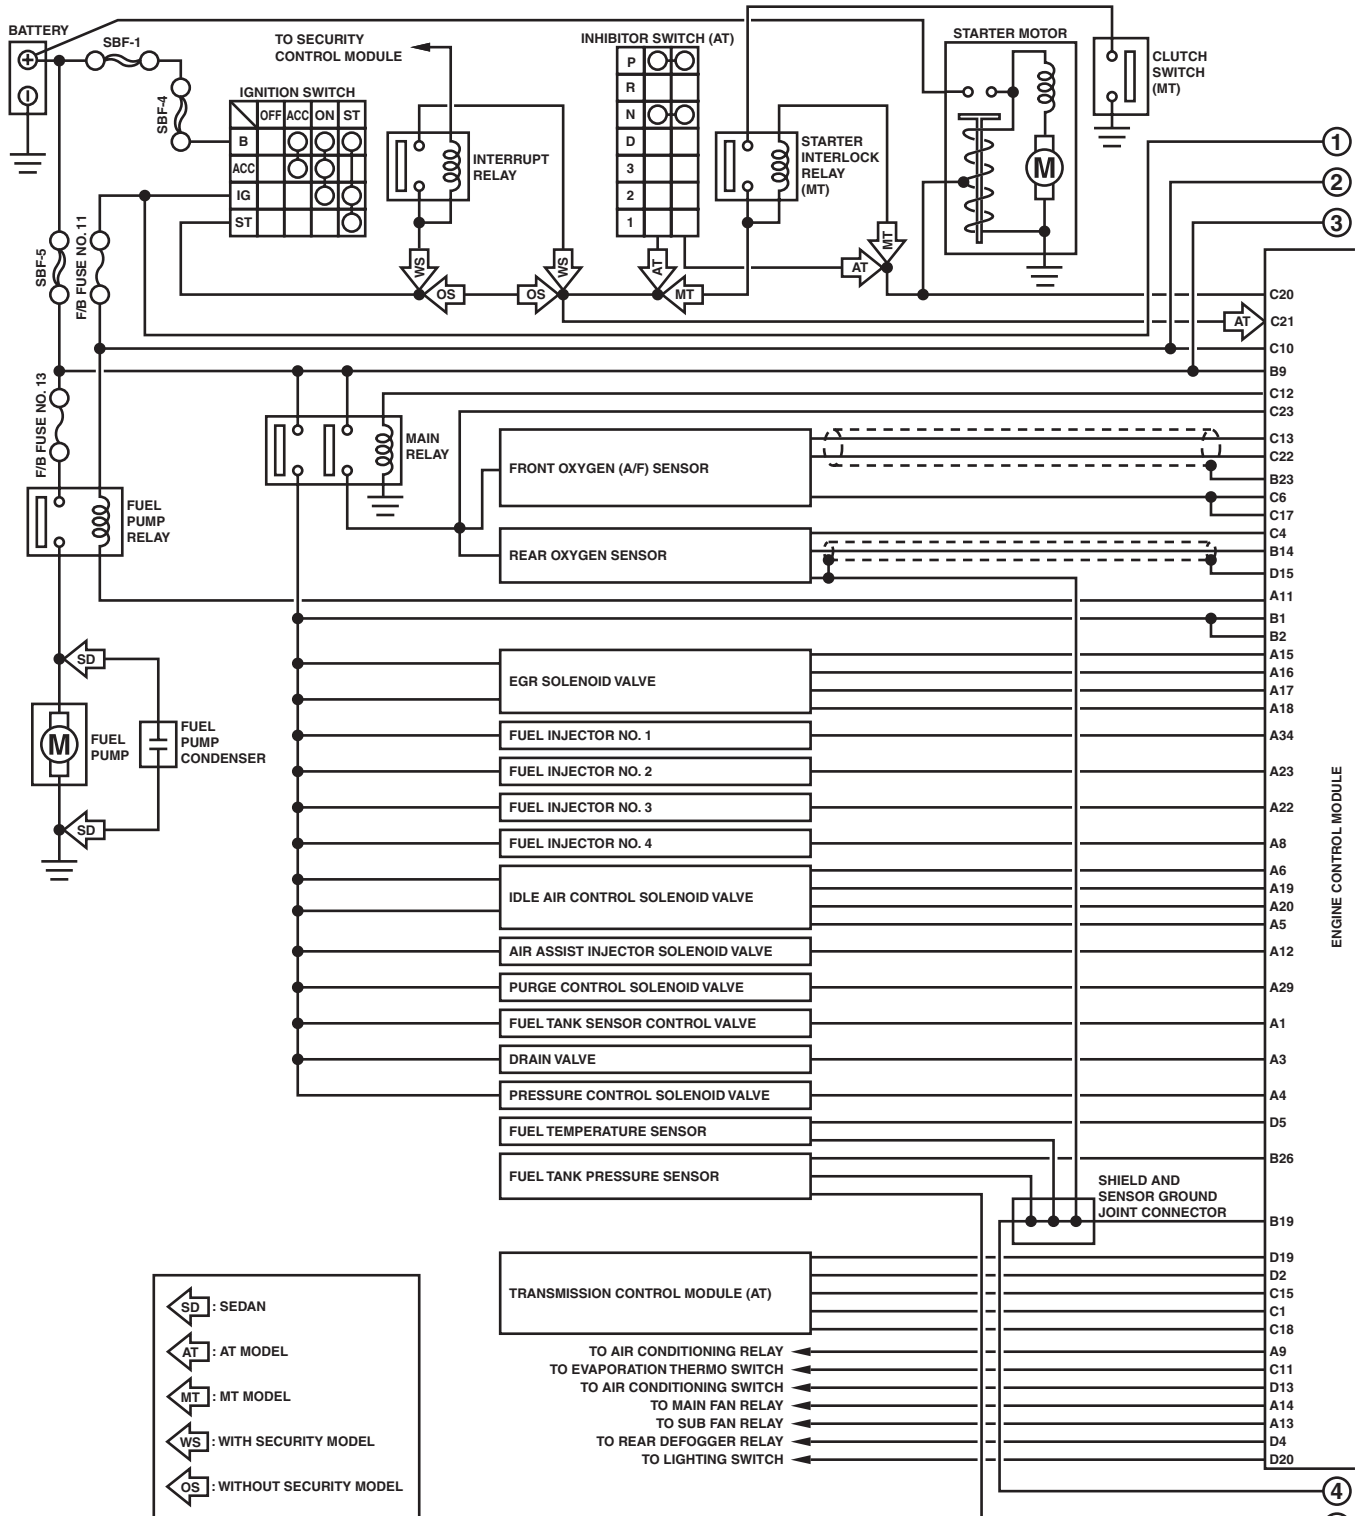 BATTERY
SBF-1
SBF-4
TO SECURITY
CONTROL MODULE
IGNITION SWITCH
OFF ACC ON ST
B
ACC
IG
ST
INTERRUPT
RELAY
INHIBITOR SWITCH (AT)
P
R
N
D
3
2
1
STARTER
INTERLOCK
RELAY
(MT)
STARTER MOTOR
M
CLUTCH
SWITCH
(MT)
1
2
3
SBF-5
F/B FUSE NO. 11
WS
OS
OS
WS
AT
MT
AT
MT
AT
C20
C21
C10
B9
C12
C23
C13
C22
B23
C6
C17
C4
B14
D15
A11
B1
B2
A15
A16
A17
A18
A34
A23
A22
A8
A6
A19
A20
A5
A12
A29
A1
A3
A4
D5
B26
B19
D19
D2
C15
C1
C18
A9
C11
D13
A14
A13
D4
D20
ENGINE CONTROL MODULE
F/B FUSE NO. 13
MAIN
RELAY
FUEL
PUMP
RELAY
FRONT OXYGEN (A/F) SENSOR
REAR OXYGEN SENSOR
SD
M
FUEL
PUMP
FUEL
PUMP
CONDENSER
SD
EGR SOLENOID VALVE
FUEL INJECTOR NO. 1
FUEL INJECTOR NO. 2
FUEL INJECTOR NO. 3
FUEL INJECTOR NO. 4
IDLE AIR CONTROL SOLENOID VALVE
AIR ASSIST INJECTOR SOLENOID VALVE
PURGE CONTROL SOLENOID VALVE
FUEL TANK SENSOR CONTROL VALVE
DRAIN VALVE
PRESSURE CONTROL SOLENOID VALVE
FUEL TEMPERATURE SENSOR
FUEL TANK PRESSURE SENSOR
SHIELD AND
SENSOR GROUND
JOINT CONNECTOR
TRANSMISSION CONTROL MODULE (AT)
TO AIR CONDITIONING RELAY
TO EVAPORATION THERMO SWITCH
TO AIR CONDITIONING SWITCH
TO MAIN FAN RELAY
TO SUB FAN RELAY
TO REAR DEFOGGER RELAY
TO LIGHTING SWITCH
4
SD : SEDAN
AT : AT MODEL
MT : MT MODEL
WS : WITH SECURITY MODEL
OS : WITHOUT SECURITY MODEL